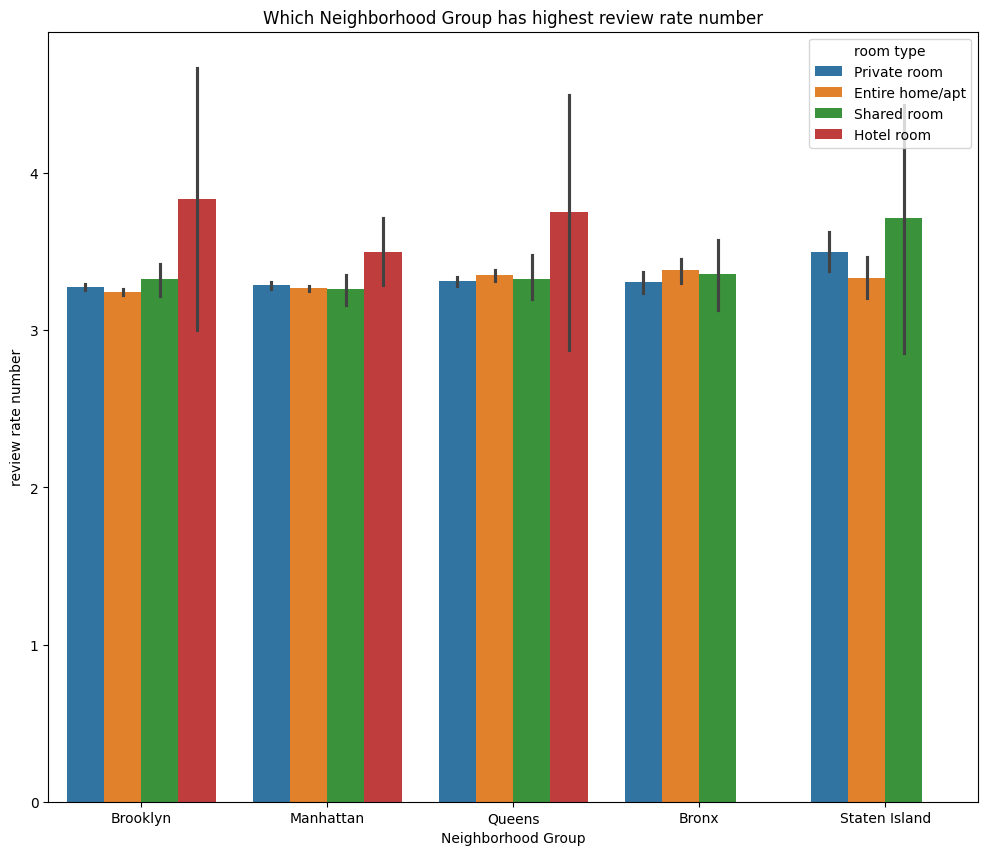 Which Neighborhood Group has highest review rate number
room type
Private room
Entire home/apt
Shared room
Hotel room
review rate number
4
3
2
1
0
Brooklyn Manhattan Queens Bronx Staten Island
Neighborhood Group